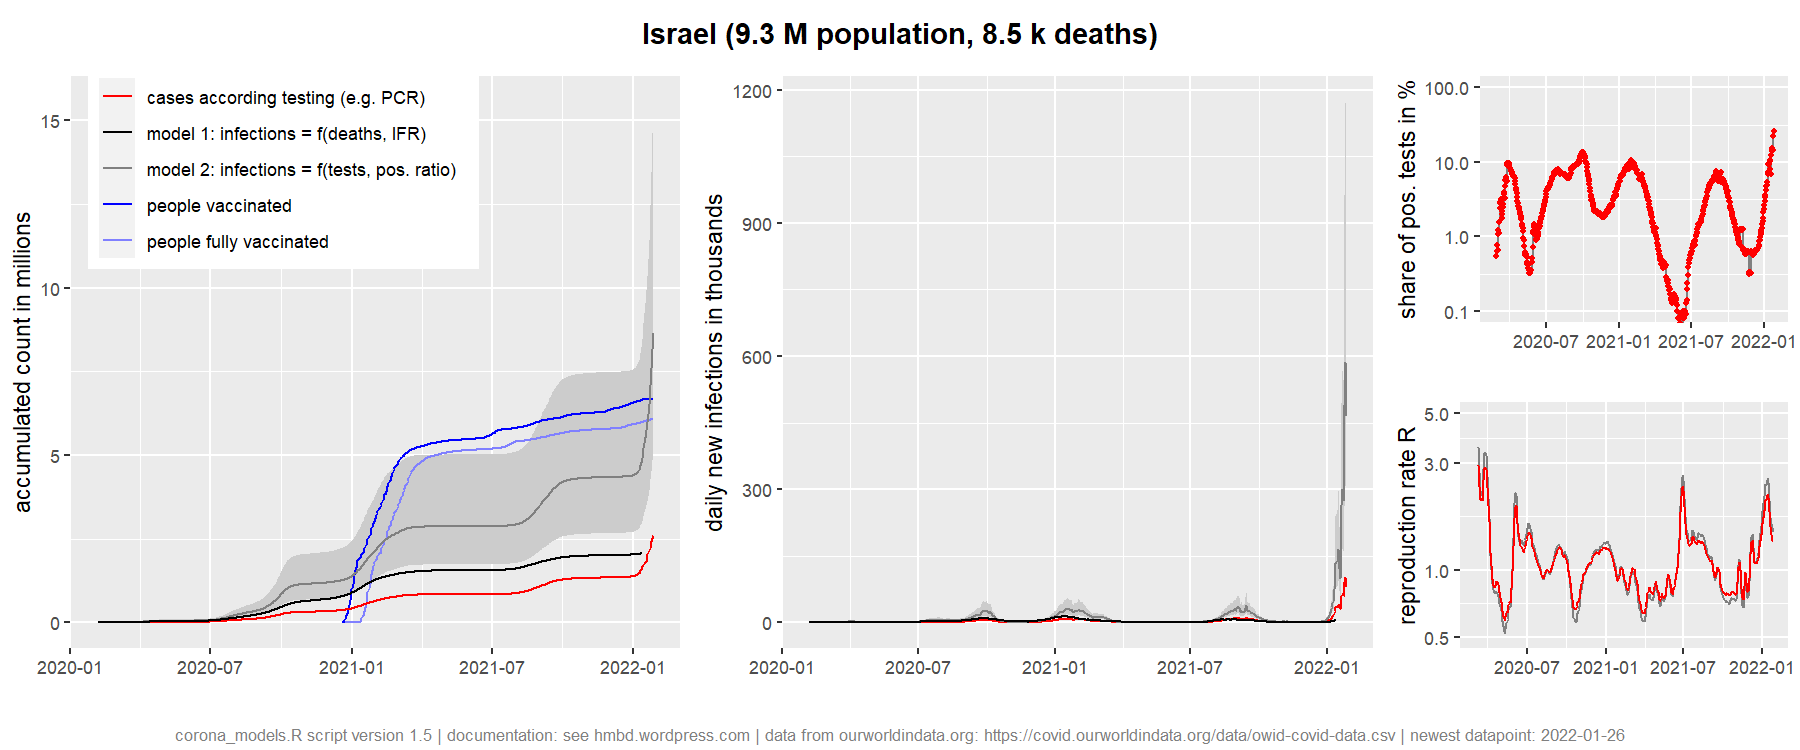 Israel (9.3 M population, 8.5 k deaths)
accumulated count in millions
15
10
5
0
cases according testing (e.g. PCR)
model 1: infections = f(deaths, IFR)
model 2: infections = f(tests, pos. ratio)
people vaccinated
people fully vaccinated
2020-01 2020-07 2021-01 2021-07 2022-01
daily new infections in thousands
1200
900
600
300
0
2020-01 2020-07 2021-01 2021-07 2022-01
share of pos. tests in %
100.0
10.0
1.0
0.1
2020-07 2021-01 2021-07 2022-01
reproduction rate R
5.0
3.0
1.0
0.5
2020-07 2021-01 2021-07 2022-01
corona_models.R script version 1.5 | documentation: see hmbd.wordpress.com | data from ourworldindata.org: https://covid.ourworldindata.org/data/owid-covid-data.csv | newest datapoint: 2022-01-26